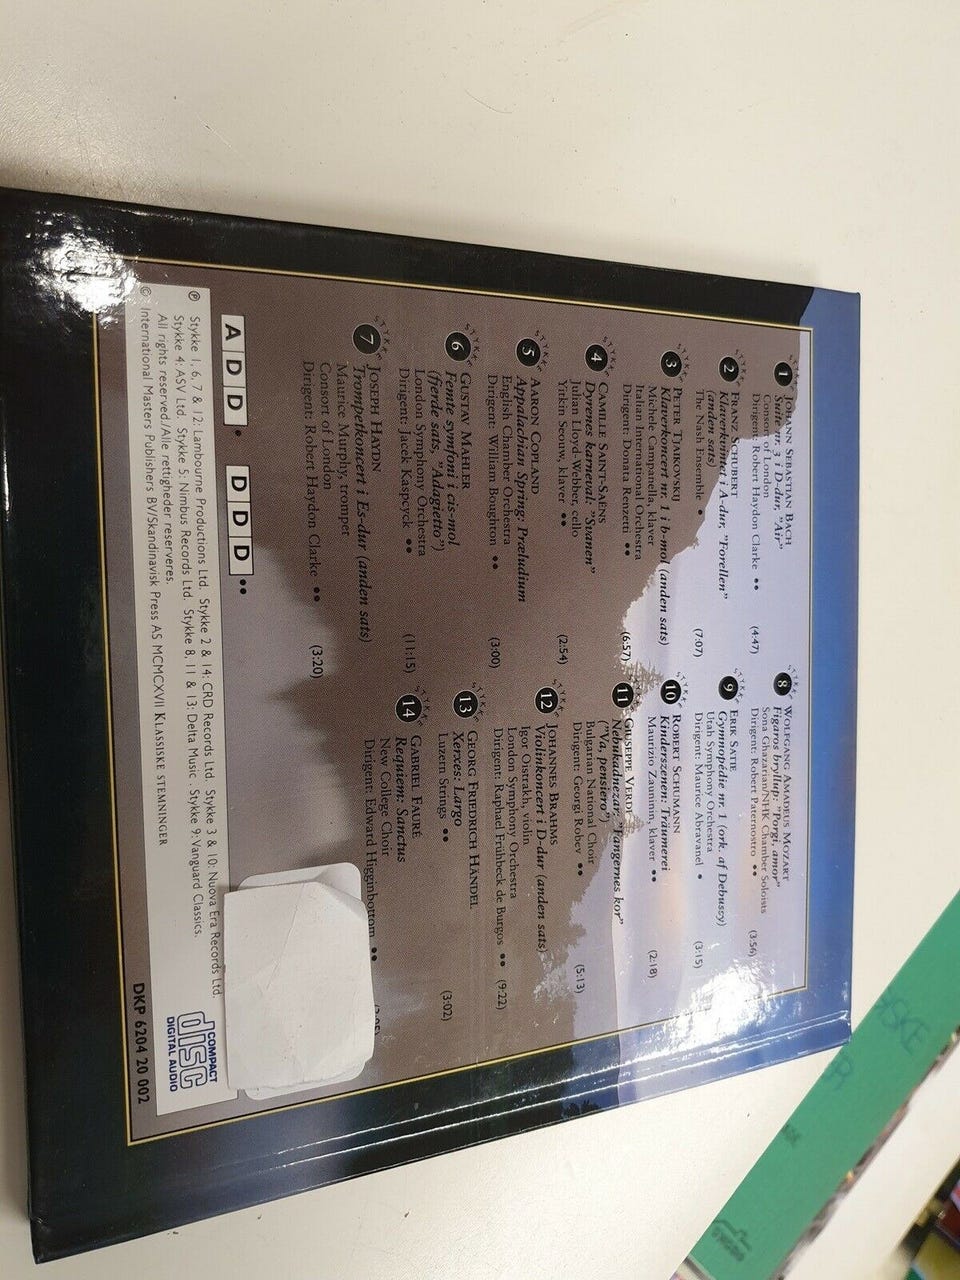 STYKKE 1
JOHANN SEBASTIAN BACH
Suite nr. 3 i D-dur, "Air"
Consort of London
Dirigent: Robert Haydon Clarke •• (4:47)
STYKKE 2
FRANZ SCHUBERT
Klaverkvintet i A-dur, "Forellen"
(anden sats)
The Nash Ensemble • (7:07)
STYKKE 3
PETER TJAJKOVSKIJ
Klaverkoncert nr. 1 i b-mol (anden sats)
Michele Campanella, klaver
Italian International Orchestra
Dirigent: Donata Renzetti •• (6:57)
STYKKE 4
CAMILLE SAINT-SAËNS
Dyrenes karneval: "Svanen"
Julian Lloyd-Webber, cello
Yitkin Seouw, klaver •• (2:54)
STYKKE 5
AARON COPLAND
Appalachian Spring: Præludium
English Chamber Orchestra
Dirigent: William Boughton •• (3:00)
STYKKE 6
GUSTAV MAHLER
Femte symfoni i cis-mol
(fjerde sats, "Adagietto")
London Symphony Orchestra
Dirigent: Jacek Kaspcyck •• (11:15)
STYKKE 7
JOSEPH HAYDN
Trompetkoncert i Es-dur (anden sats)
Maurice Murphy, trompet
Consort of London
Dirigent: Robert Haydon Clarke •• (3:20)
STYKKE 8
WOLFGANG AMADEUS MOZART
Figaros bryllup: "Porgi, amor"
Sona Ghazarian/NHK Chamber Soloists
Dirigent: Robert Paternostro •• (3:56)
STYKKE 9
ERIK SATIE
Gymnopédie nr. 1 (ork. af Debussy)
Utah Symphony Orchestra
Dirigent: Maurice Abravanel • (3:15)
STYKKE 10
ROBERT SCHUMANN
Kinderszenen: Träumerei
Maurizio Zaninin, klaver •• (2:18)
STYKKE 11
GIUSEPPE VERDI
Nebukadnezar: "Fangernes kor"
("Va, pensiero")
Bulgarian National Choir
Dirigent: Georgi Robev •• (5:13)
STYKKE 12
JOHANNES BRAHMS
Violinkoncert i D-dur (anden sats)
Igor Oistrakh, violin
London Symphony Orchestra
Dirigent: Raphael Frühbeck de Burgos •• (9:22)
STYKKE 13
GEORG FRIEDRICH HÄNDEL
Xerxes: Largo
Luzern Strings •• (3:02)
STYKKE 14
GABRIEL FAURÉ
Requiem: Sanctus
New College Choir
Dirigent: Edward Higginbottom ••
ADD • DDD ••
℗ Stykke 1, 6, 7 & 12: Lambourne Productions Ltd. Stykke 2 & 14: CRD Records Ltd. Stykke 3 & 10: Nuova Era Records Ltd.
Stykke 4: ASV Ltd. Stykke 5: Nimbus Records Ltd. Stykke 8, 11 & 13: Delta Music. Stykke 9: Vanguard Classics.
All rights reserved./Alle rettigheder reserveres.
© International Masters Publishers BV/Skandinavisk Press AS MCMCXVII KLASSISKE STEMNINGER
COMPACT
disc
DIGITAL AUDIO
DKP 6204 20 002